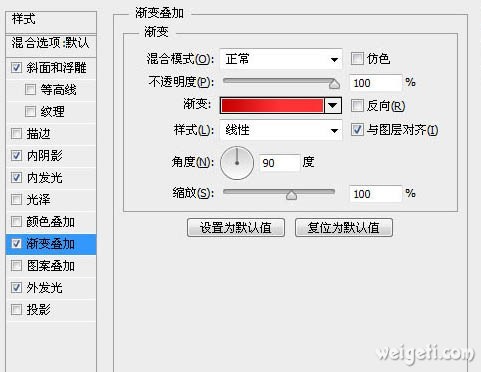 样式
混合选项:默认
斜面和浮雕
等高线
纹理
描边
内阴影
内发光
光泽
颜色叠加
渐变叠加
图案叠加
外发光
投影
渐变叠加
渐变
混合模式(O): 正常 仿色
不透明度(P): 100 %
渐变: 反向(R)
样式(L): 线性 与图层对齐(I)
角度(N): 90 度
缩放(S): 100 %
设置为默认值 复位为默认值
weigeti.com